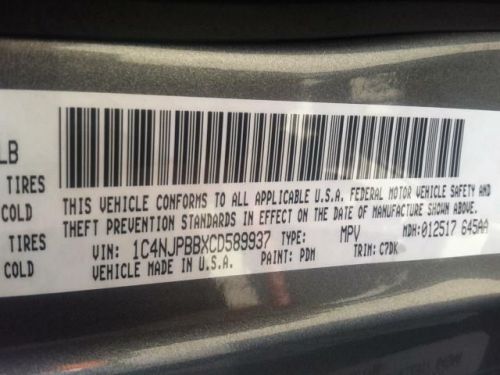 LB
TIRES
COLD
TIRES
COLD
THIS VEHICLE CONFORMS TO ALL APPLICABLE U.S.A. FEDERAL MOTOR VEHICLE SAFETY AND
THEFT PREVENTION STANDARDS IN EFFECT ON THE DATE OF MANUFACTURE SHOWN ABOVE.
VIN: 1C4NJPBBXCD589937 TYPE: MPV MDH: 012517 645AA
VEHICLE MADE IN U.S.A. PAINT: PDM TRIM: C7DK